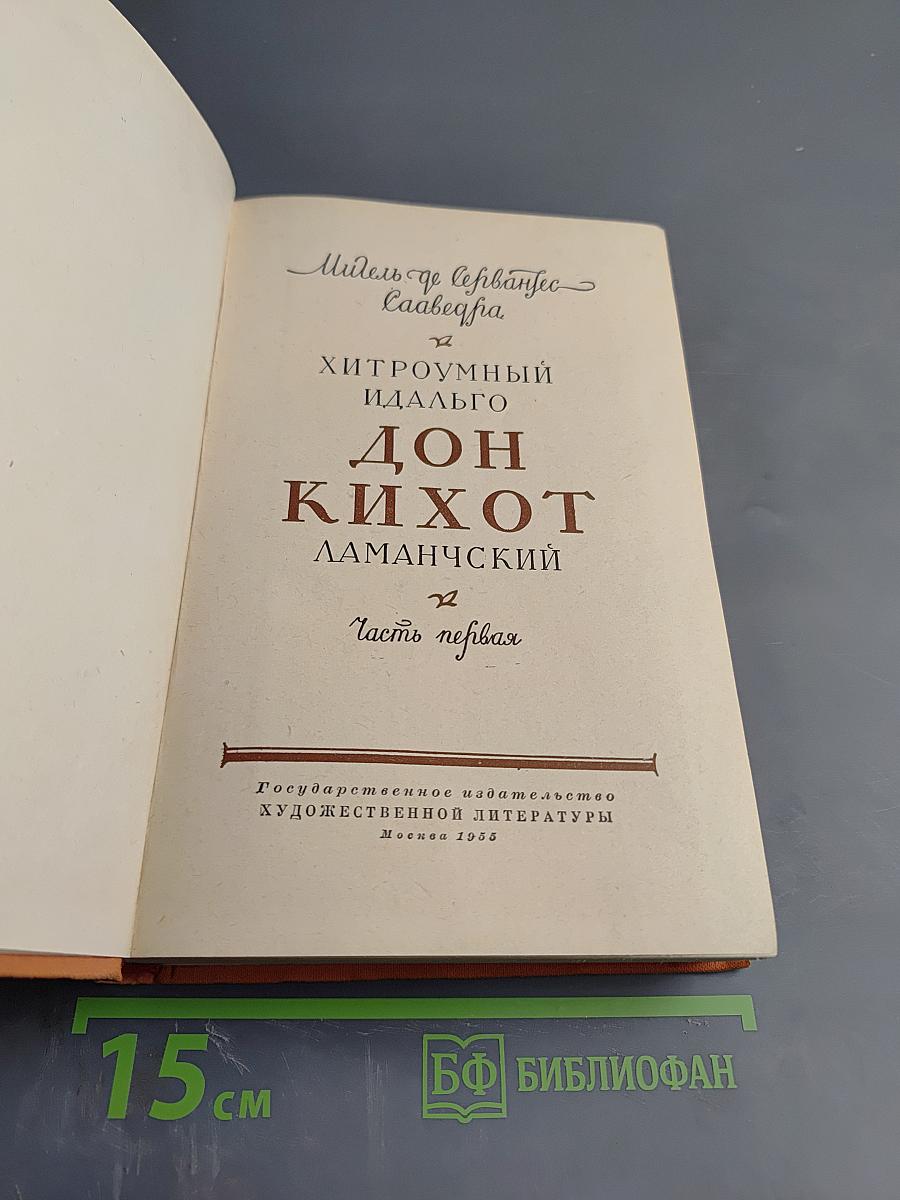 Мигель де Сервантес
Сааведра
ХИТРОУМНЫЙ
ИДАЛЬГО
ДОН
КИХОТ
ЛАМАНЧСКИЙ
Часть первая
Государственное издательство
ХУДОЖЕСТВЕННОЙ ЛИТЕРАТУРЫ
Москва 1955
15 см
БФ БИБЛИОФАН